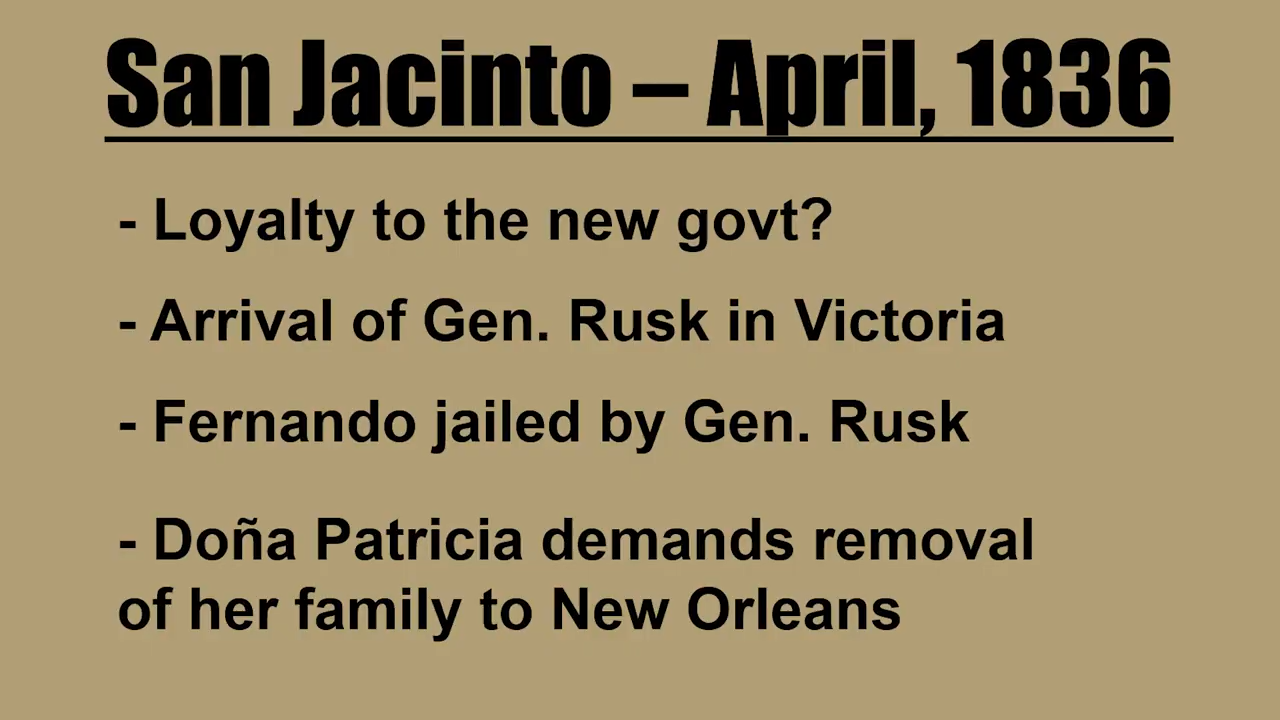 San Jacinto – April, 1836
- Loyalty to the new govt?
- Arrival of Gen. Rusk in Victoria
- Fernando jailed by Gen. Rusk
- Doña Patricia demands removal
of her family to New Orleans